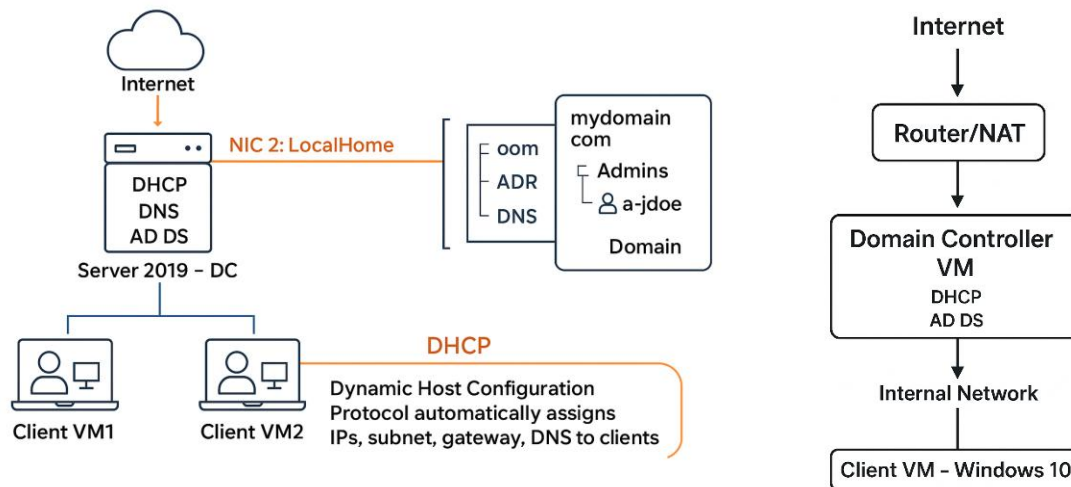 Internet
NIC 2: LocalHome
DHCP
DNS
AD DS
Server 2019 – DC
oom
ADR
DNS
mydomain
com
Admins
a-jdoe
Domain
Client VM1
Client VM2
DHCP
Dynamic Host Configuration
Protocol automatically assigns
IPs, subnet, gateway, DNS to clients
Internet
Router/NAT
Domain Controller
VM
DHCP
AD DS
Internal Network
Client VM – Windows 10